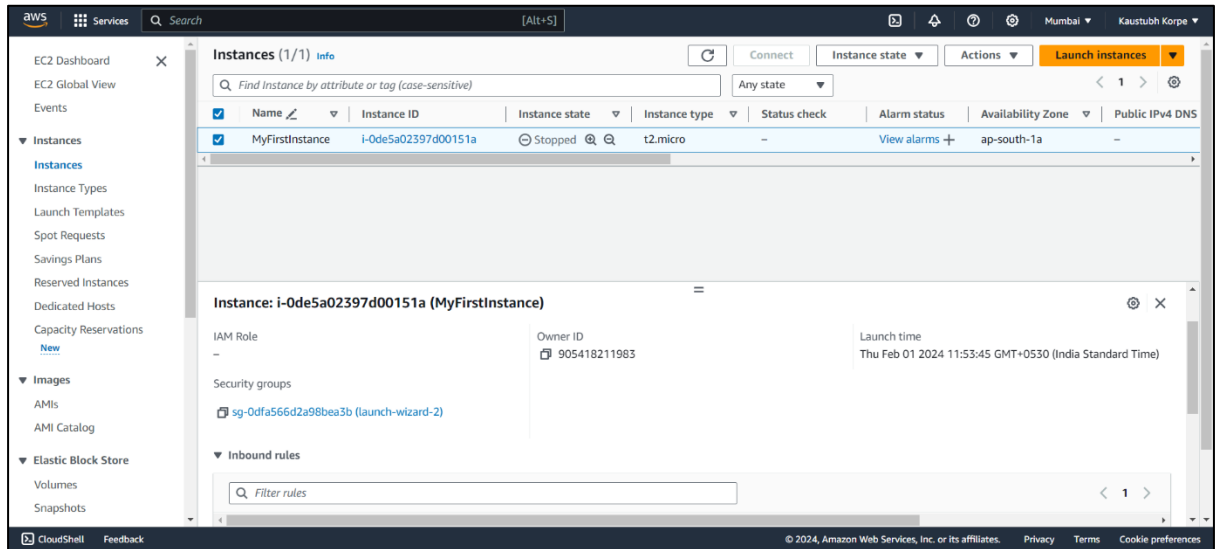 aws Services Search [Alt+S] Mumbai Kaustubh Korpe
EC2 Dashboard
EC2 Global View
Events
Instances
Instances
Instance Types
Launch Templates
Spot Requests
Savings Plans
Reserved Instances
Dedicated Hosts
Capacity Reservations
New
Images
AMIs
AMI Catalog
Elastic Block Store
Volumes
Snapshots
Instances (1/1) Info Connect Instance state Actions Launch instances
Find Instance by attribute or tag (case-sensitive) Any state 1
Name Instance ID Instance state Instance type Status check Alarm status Availability Zone Public IPv4 DNS
MyFirstInstance i-0de5a02397d00151a Stopped t2.micro – View alarms + ap-south-1a –
Instance: i-0de5a02397d00151a (MyFirstInstance)
IAM Role Owner ID Launch time
– 905418211983 Thu Feb 01 2024 11:53:45 GMT+0530 (India Standard Time)
Security groups
sg-0dfa566d2a98bea3b (launch-wizard-2)
Inbound rules
Filter rules 1
CloudShell Feedback © 2024, Amazon Web Services, Inc. or its affiliates. Privacy Terms Cookie preferences